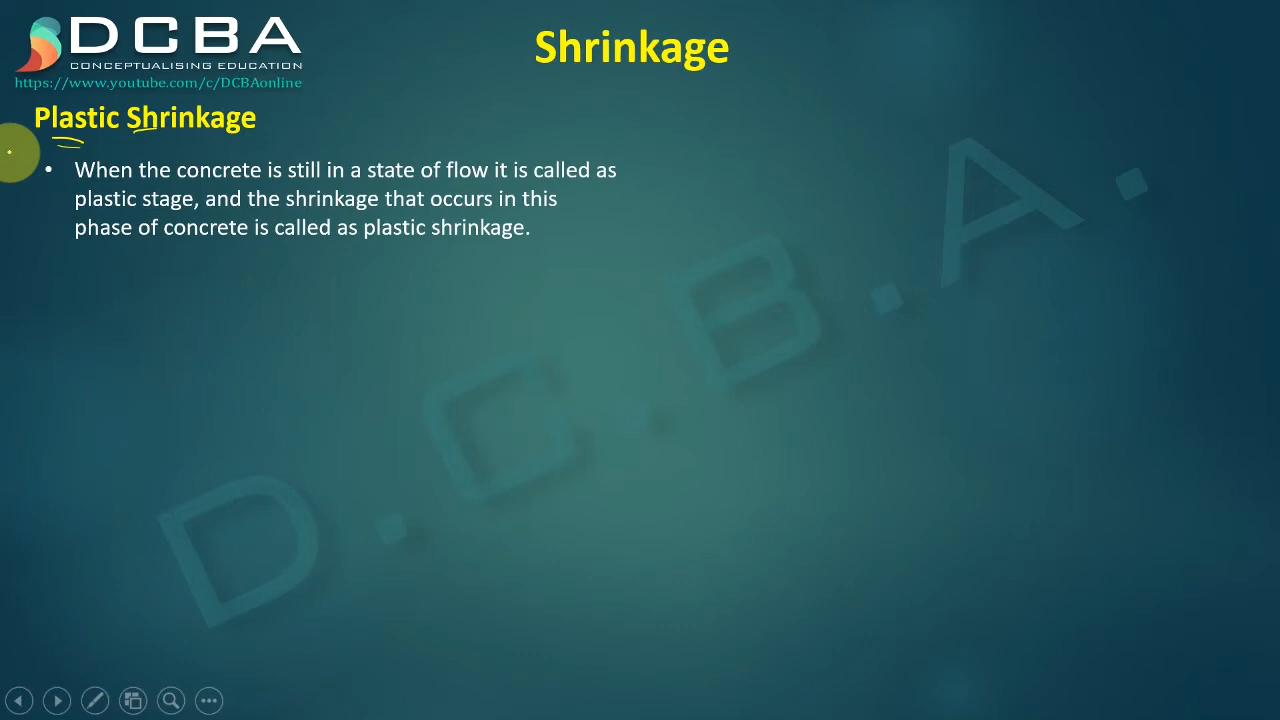 DCBA
CONCEPTUALISING EDUCATION
https://www.youtube.com/c/DCBAonline
Shrinkage
Plastic Shrinkage
• When the concrete is still in a state of flow it is called as
plastic stage, and the shrinkage that occurs in this
phase of concrete is called as plastic shrinkage.
D.C.B.A.